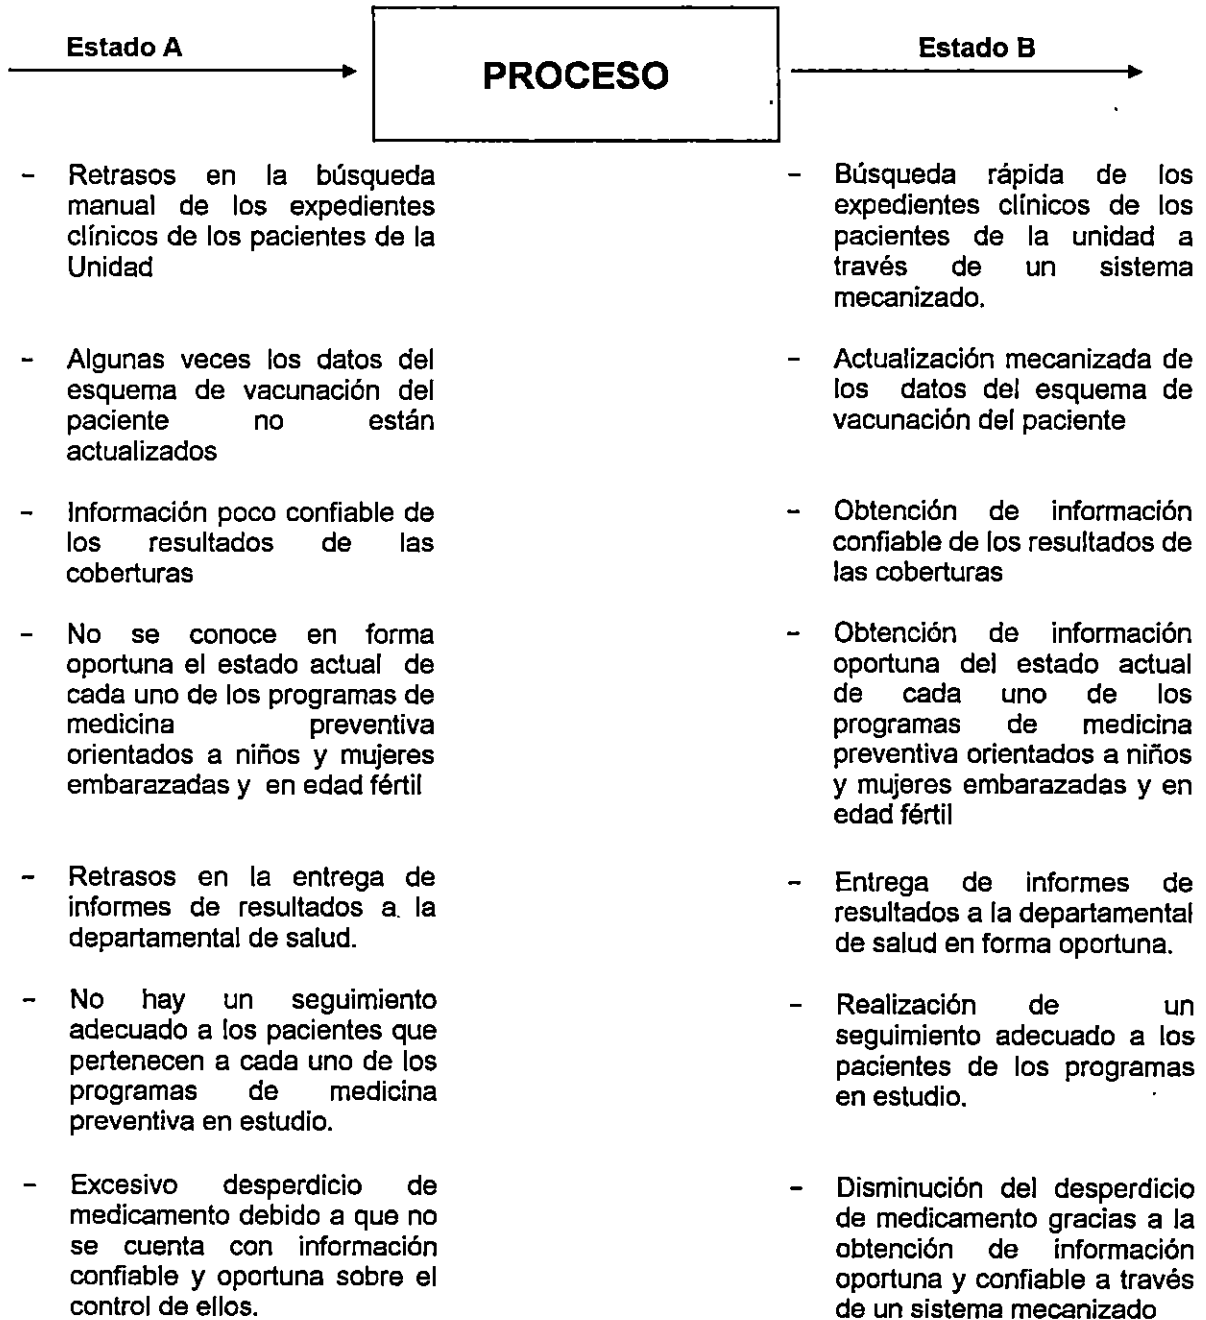 Estado A
PROCESO
Estado B
- Retrasos en la búsqueda
manual de los expedientes
clínicos de los pacientes de la
Unidad
- Algunas veces los datos del
esquema de vacunación del
paciente no están
actualizados
- Información poco confiable de
los resultados de las
coberturas
- No se conoce en forma
oportuna el estado actual de
cada uno de los programas de
medicina preventiva
orientados a niños y mujeres
embarazadas y en edad fértil
- Retrasos en la entrega de
informes de resultados a la
departamental de salud.
- No hay un seguimiento
adecuado a los pacientes que
pertenecen a cada uno de los
programas de medicina
preventiva en estudio.
- Excesivo desperdicio de
medicamento debido a que no
se cuenta con información
confiable y oportuna sobre el
control de ellos.
- Búsqueda rápida de los
expedientes clínicos de los
pacientes de la unidad a
través de un sistema
mecanizado.
- Actualización mecanizada de
los datos del esquema de
vacunación del paciente
- Obtención de información
confiable de los resultados de
las coberturas
- Obtención de información
oportuna del estado actual
de cada uno de los
programas de medicina
preventiva orientados a niños
y mujeres embarazadas y en
edad fértil
- Entrega de informes de
resultados a la departamental
de salud en forma oportuna.
- Realización de un
seguimiento adecuado a los
pacientes de los programas
en estudio.
- Disminución del desperdicio
de medicamento gracias a la
obtención de información
oportuna y confiable a través
de un sistema mecanizado